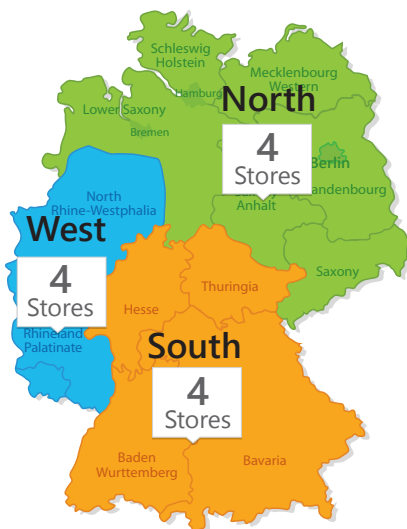 Schleswig
Holstein
Mecklenbourg
Western
Hamburg
North
Lower Saxony
Bremen
4
Stores
Berlin
Anhalt
Saxony
North
Rhine-Westphalia
West
4
Stores
Rhineland
Palatinate
Thuringia
Hesse
South
4
Stores
Baden
Wurttemberg
Bavaria